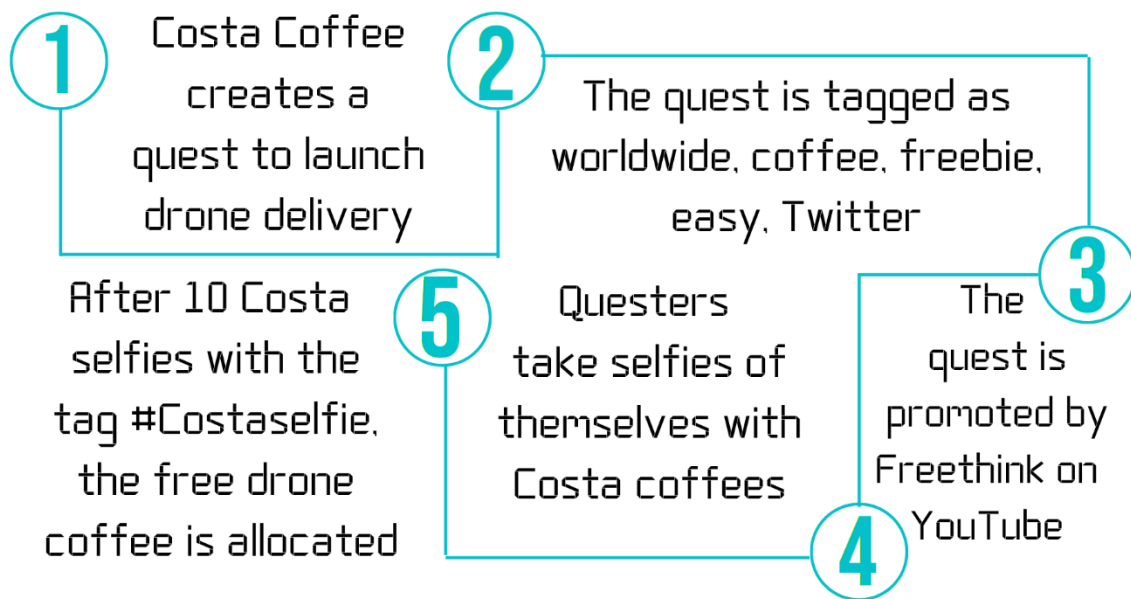 1
Costa Coffee
creates a
quest to launch
drone delivery
2
The quest is tagged as
worldwide, coffee, freebie,
easy, Twitter
3
The
quest is
promoted by
Freethink on
YouTube
4
Questers
take selfies of
themselves with
Costa coffees
5
After 10 Costa
selfies with the
tag #Costaselfie,
the free drone
coffee is allocated